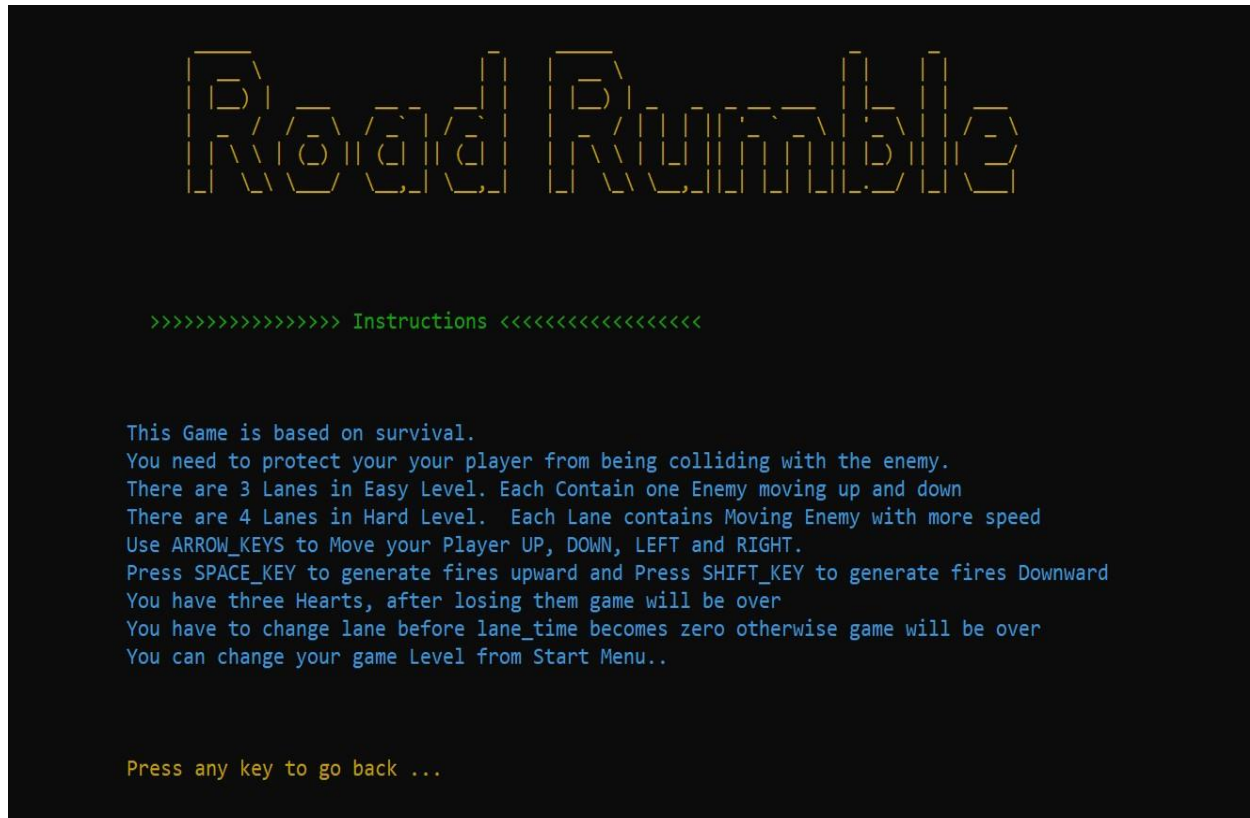 Road Rumble
>>>>>>>>>>>>>>>>> Instructions <<<<<<<<<<<<<<<<<<
This Game is based on survival.
You need to protect your your player from being colliding with the enemy.
There are 3 Lanes in Easy Level. Each Contain one Enemy moving up and down
There are 4 Lanes in Hard Level.  Each Lane contains Moving Enemy with more speed
Use ARROW_KEYS to Move your Player UP, DOWN, LEFT and RIGHT.
Press SPACE_KEY to generate fires upward and Press SHIFT_KEY to generate fires Downward
You have three Hearts, after losing them game will be over
You have to change lane before lane_time becomes zero otherwise game will be over
You can change your game Level from Start Menu..
Press any key to go back ...